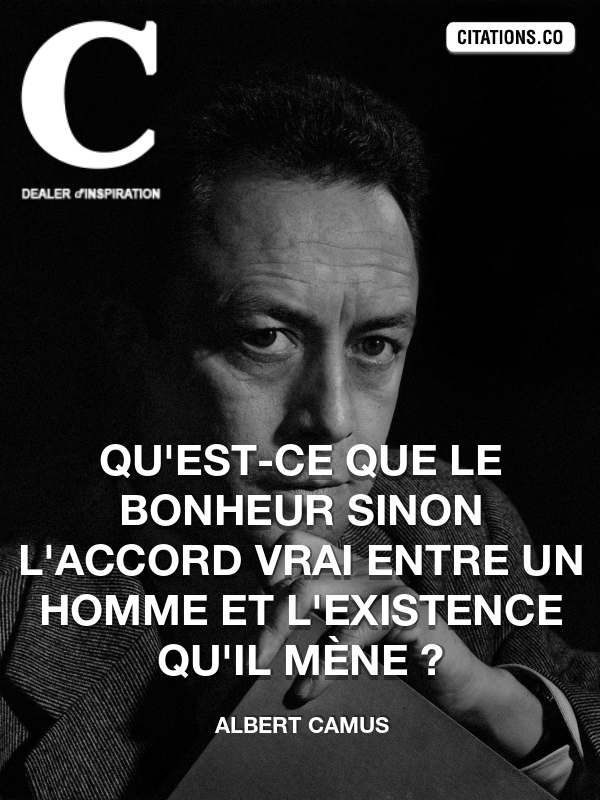 C
CITATIONS.CO
DEALER d'INSPIRATION
QU'EST-CE QUE LE
BONHEUR SINON
L'ACCORD VRAI ENTRE UN
HOMME ET L'EXISTENCE
QU'IL MÈNE ?
ALBERT CAMUS